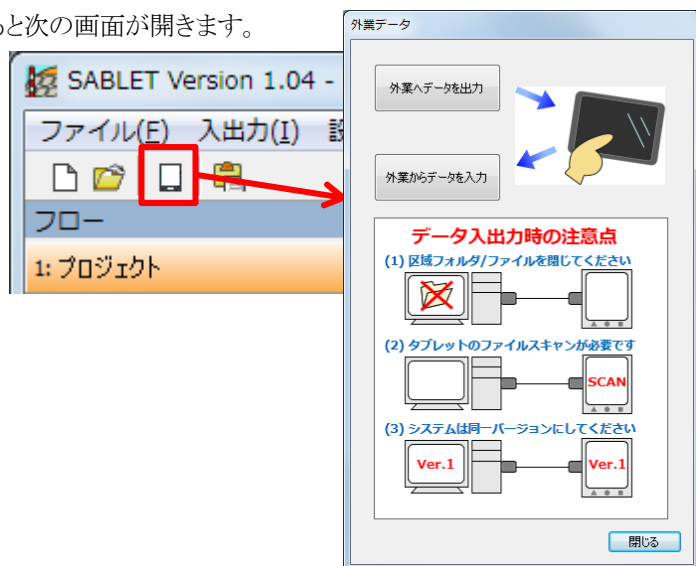 と次の画面が開きます。
SABLET Version 1.04 -
ファイル(F) 入出力(I)
フロー
1: プロジェクト
外業データ
外業へデータを出力
外業からデータを入力
データ入出力時の注意点
(1) 区域フォルダ/ファイルを閉じてください
(2) タブレットのファイルスキャンが必要です
SCAN
(3) システムは同一バージョンにしてください
Ver.1 Ver.1
閉じる